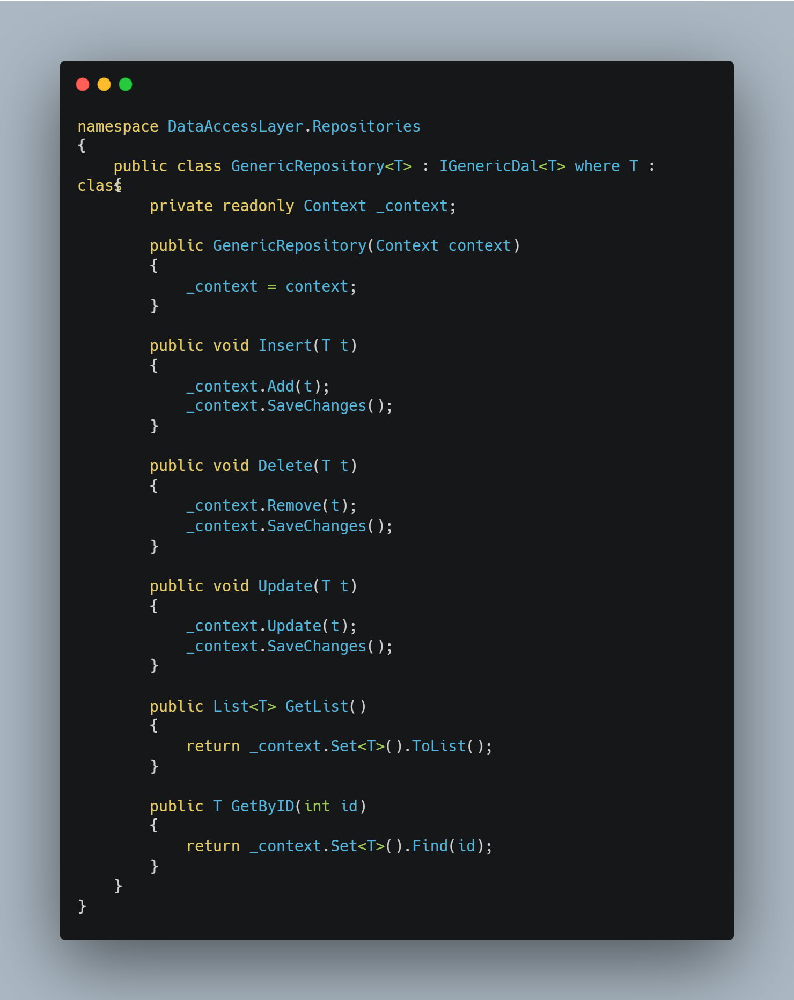 namespace DataAccessLayer.Repositories
{
    public class GenericRepository<T> : IGenericDal<T> where T :
class
    {
        private readonly Context _context;

        public GenericRepository(Context context)
        {
            _context = context;
        }

        public void Insert(T t)
        {
            _context.Add(t);
            _context.SaveChanges();
        }

        public void Delete(T t)
        {
            _context.Remove(t);
            _context.SaveChanges();
        }

        public void Update(T t)
        {
            _context.Update(t);
            _context.SaveChanges();
        }

        public List<T> GetList()
        {
            return _context.Set<T>().ToList();
        }

        public T GetByID(int id)
        {
            return _context.Set<T>().Find(id);
        }
    }
}